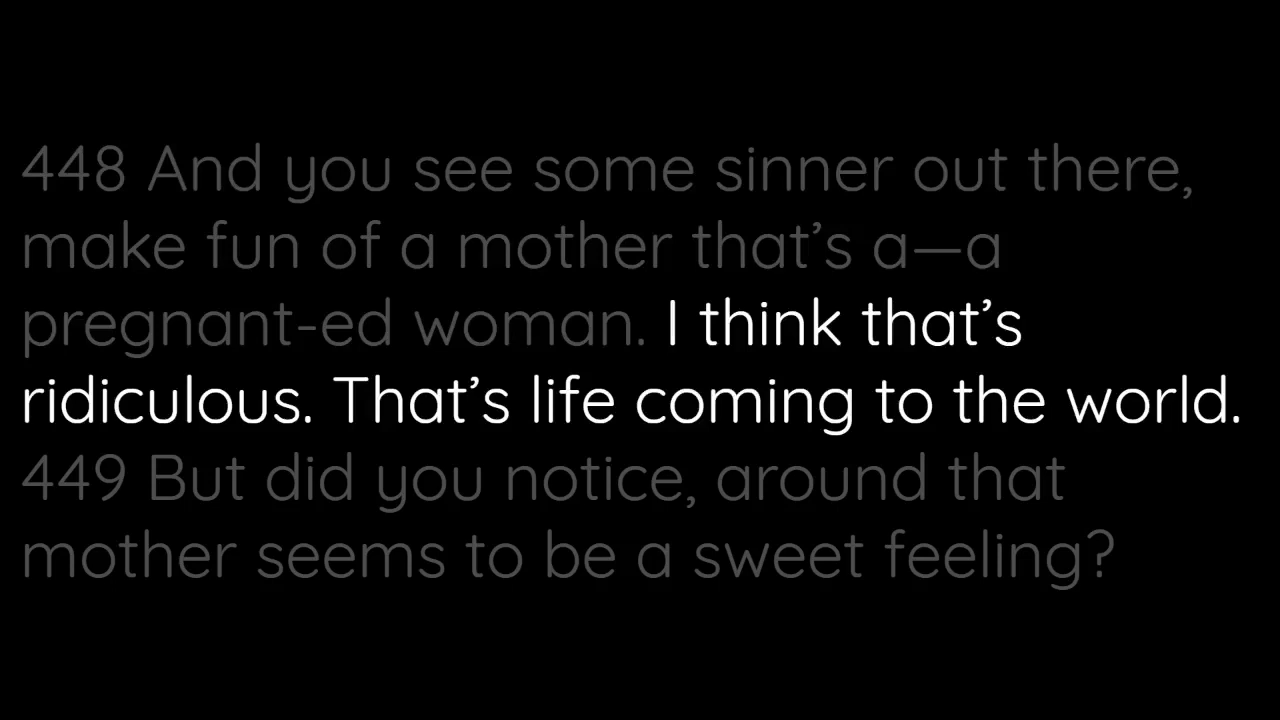 448 And you see some sinner out there,
make fun of a mother that’s a—a
pregnant-ed woman. I think that’s
ridiculous. That’s life coming to the world.
449 But did you notice, around that
mother seems to be a sweet feeling?